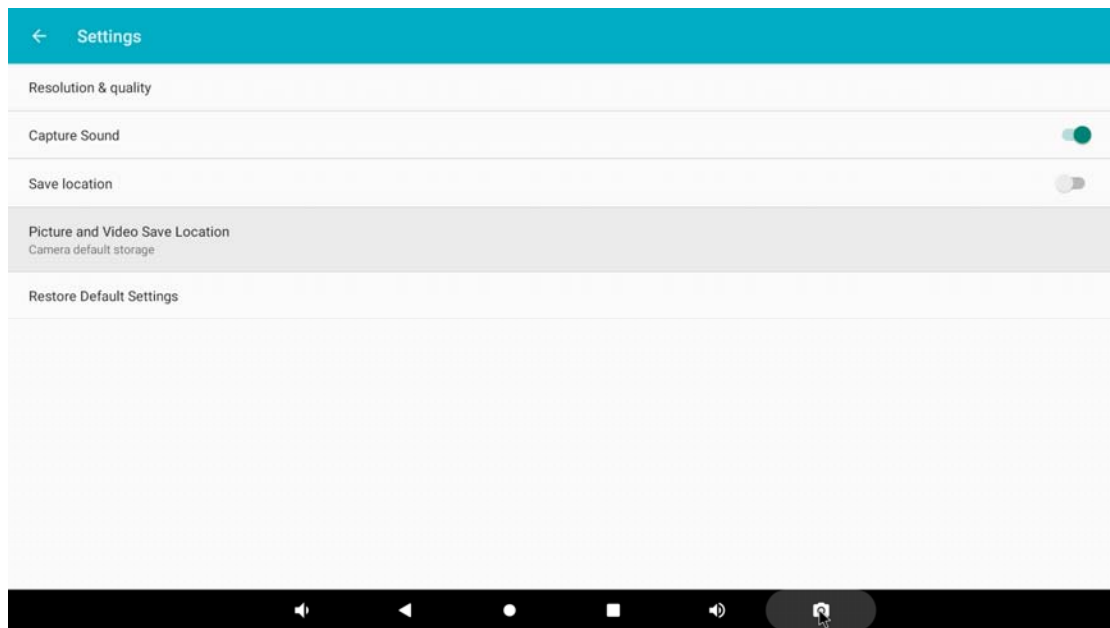 Settings
Resolution & quality
Capture Sound
Save location
Picture and Video Save Location
Camera default storage
Restore Default Settings